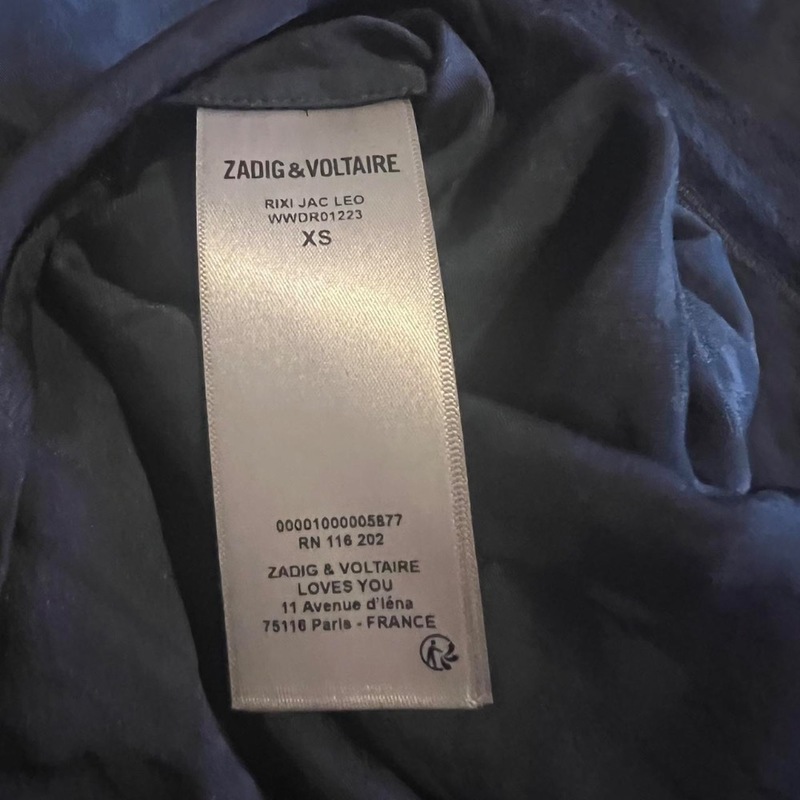 ZADIG & VOLTAIRE
RIXI JAC LEO
WWDR01223
XS
00001000005877
RN 116 202
ZADIG & VOLTAIRE
LOVES YOU
11 Avenue d'Iéna
75116 Paris - FRANCE